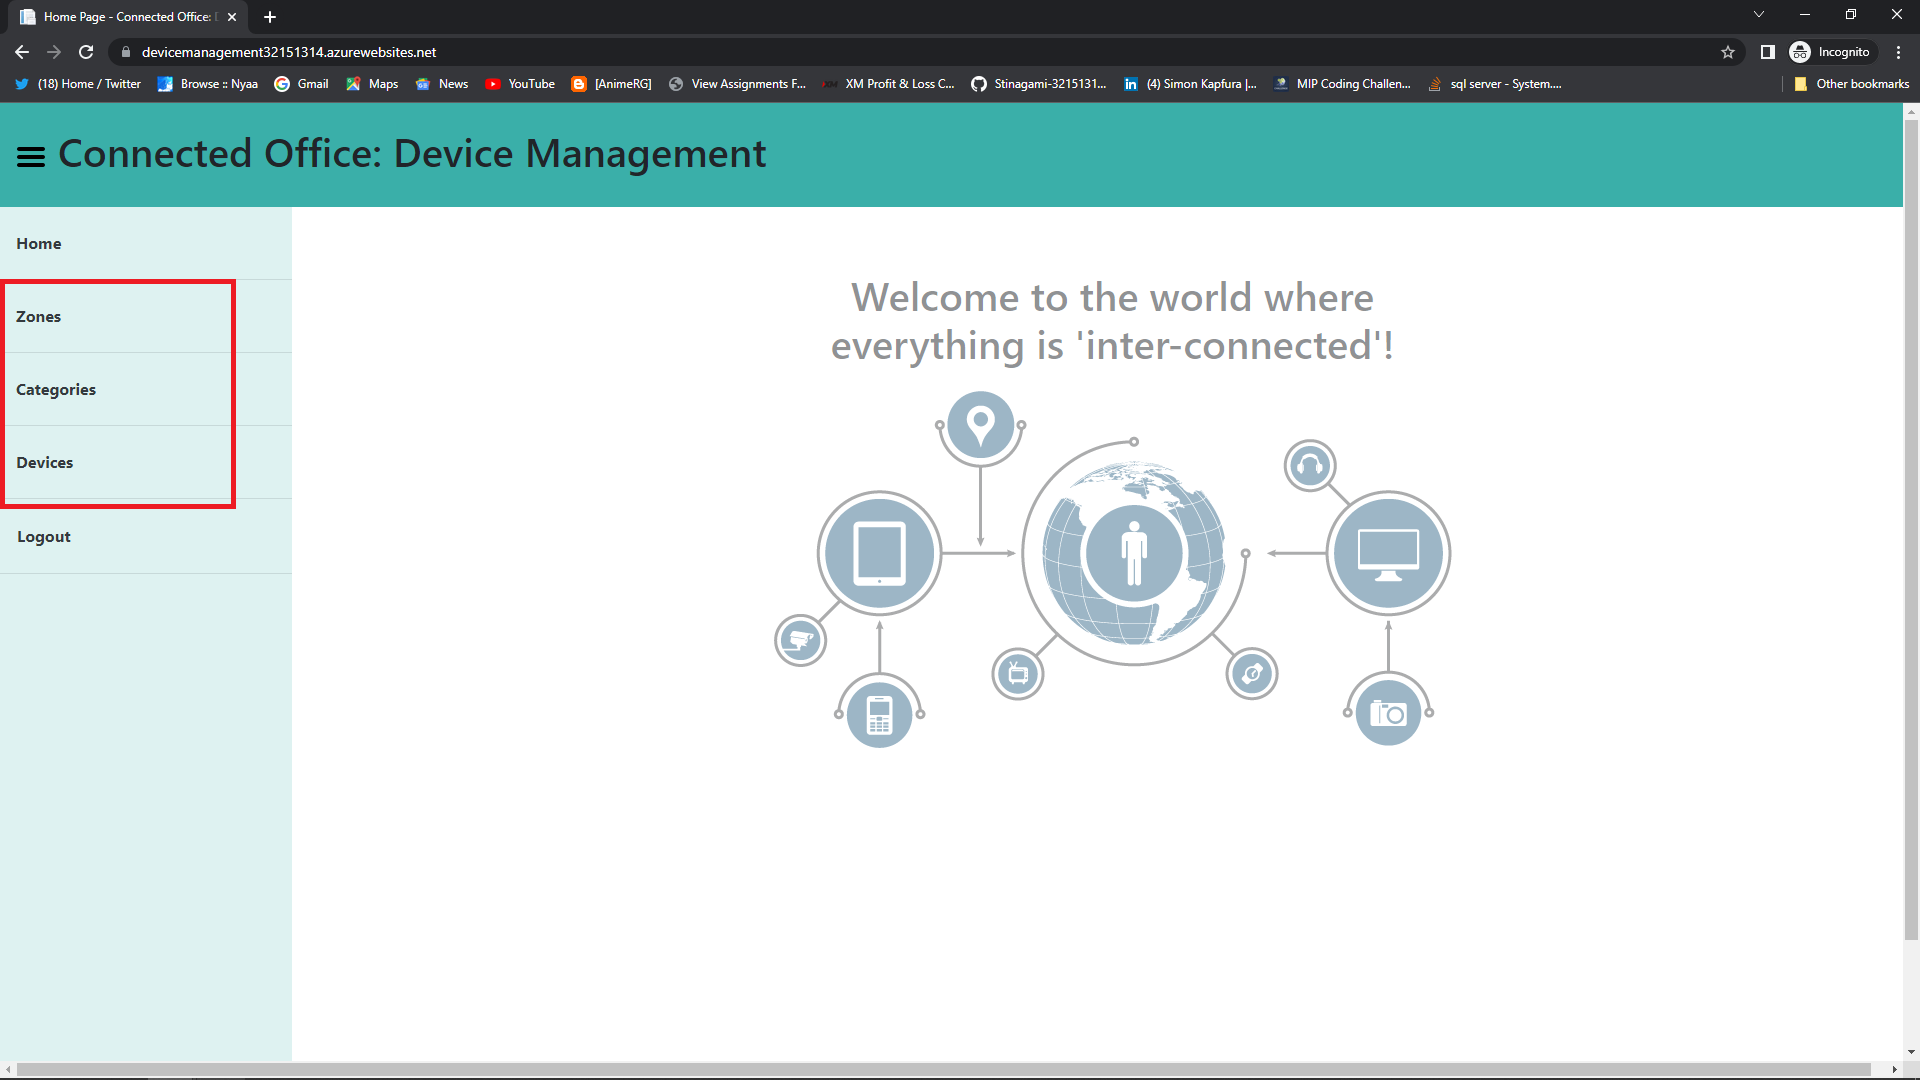 Home Page - Connected Office:
devicemanagement32151314.azurewebsites.net
Incognito
(18) Home / Twitter
Browse :: Nyaa
Gmail
Maps
News
YouTube
[AnimeRG]
View Assignments F...
XM Profit & Loss C...
Stinagami-3215131...
(4) Simon Kapfura |...
MIP Coding Challen...
sql server - System....
Other bookmarks
Connected Office: Device Management
Home
Zones
Categories
Devices
Logout
Welcome to the world where
everything is 'inter-connected'!